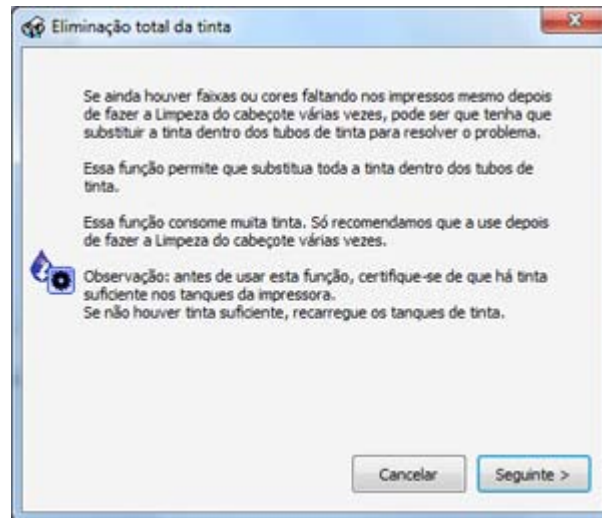 Eliminação total da tinta
Se ainda houver faixas ou cores faltando nos impressos mesmo depois
de fazer a Limpeza do cabeçote várias vezes, pode ser que tenha que
substituir a tinta dentro dos tubos de tinta para resolver o problema.
Essa função permite que substitua toda a tinta dentro dos tubos de
tinta.
Essa função consome muita tinta. Só recomendamos que a use depois
de fazer a Limpeza do cabeçote várias vezes.
Observação: antes de usar esta função, certifique-se de que há tinta
suficiente nos tanques da impressora.
Se não houver tinta suficiente, recarregue os tanques de tinta.
Cancelar Seguinte >